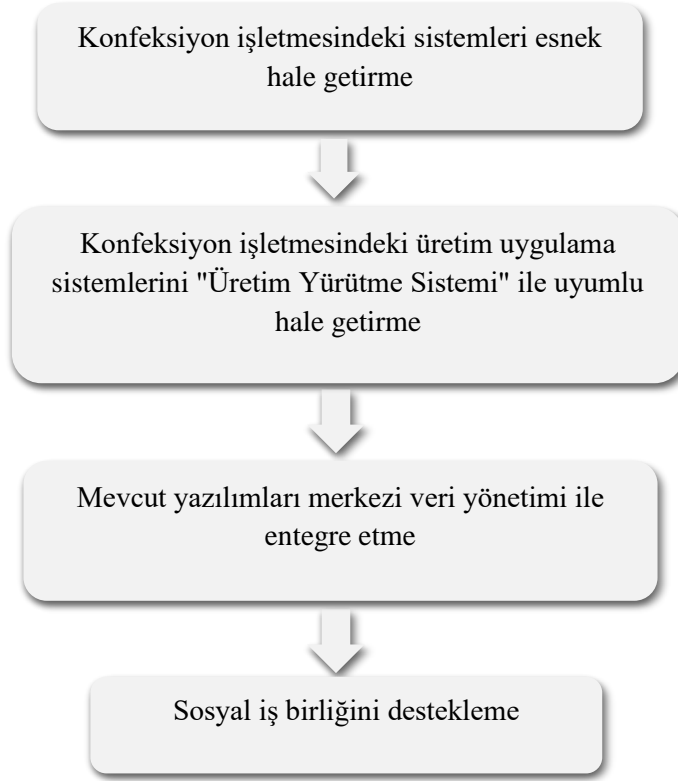 Konfeksiyon işletmesindeki sistemleri esnek
hale getirme
Konfeksiyon işletmesindeki üretim uygulama
sistemlerini "Üretim Yürütme Sistemi" ile uyumlu
hale getirme
Mevcut yazılımları merkezi veri yönetimi ile
entegre etme
Sosyal iş birliğini destekleme